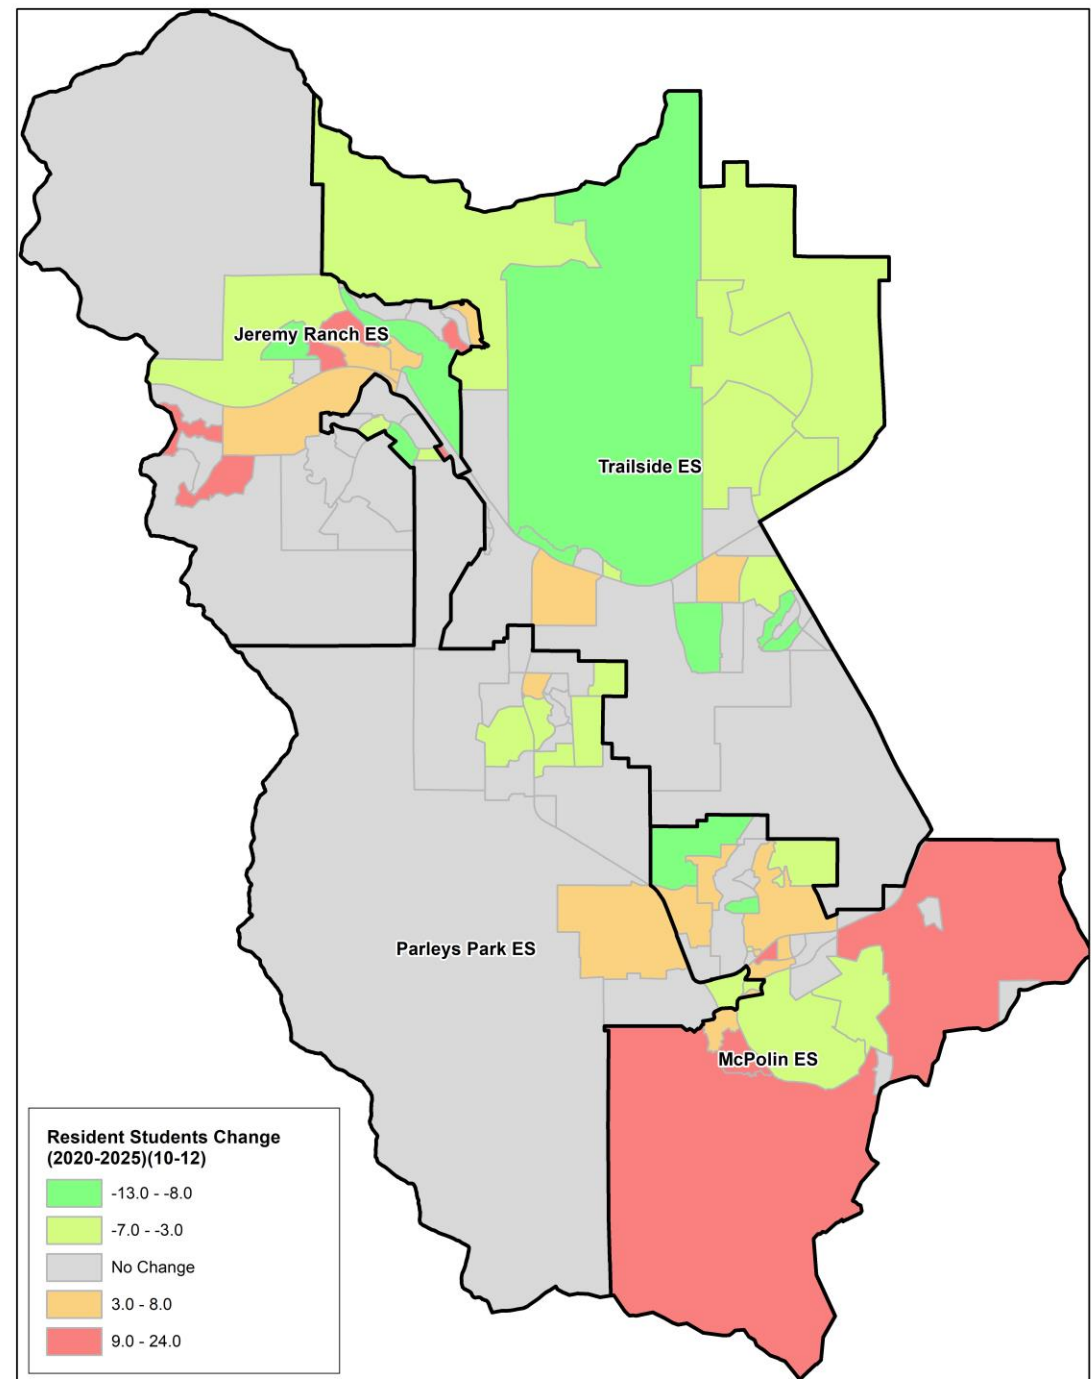 Jeremy Ranch ES
Trailside ES
Parleys Park ES
McPolin ES
Resident Students Change
(2020-2025)(10-12)
-13.0 - -8.0
-7.0 - -3.0
No Change
3.0 - 8.0
9.0 - 24.0